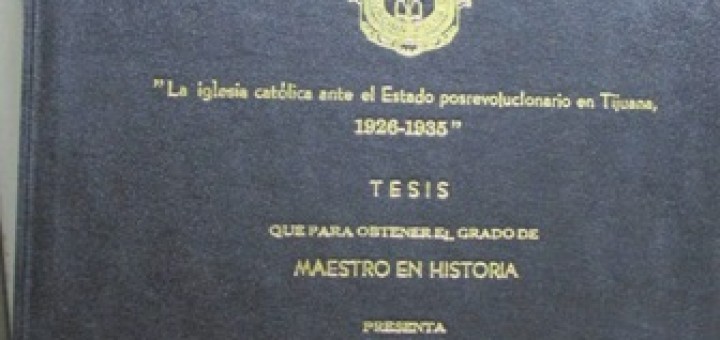 "La iglesia católica ante el Estado posrevolucionario en Tijuana,
1926-1935"
TESIS
QUE PARA OBTENER EL GRADO DE
MAESTRO EN HISTORIA
PRESENTA